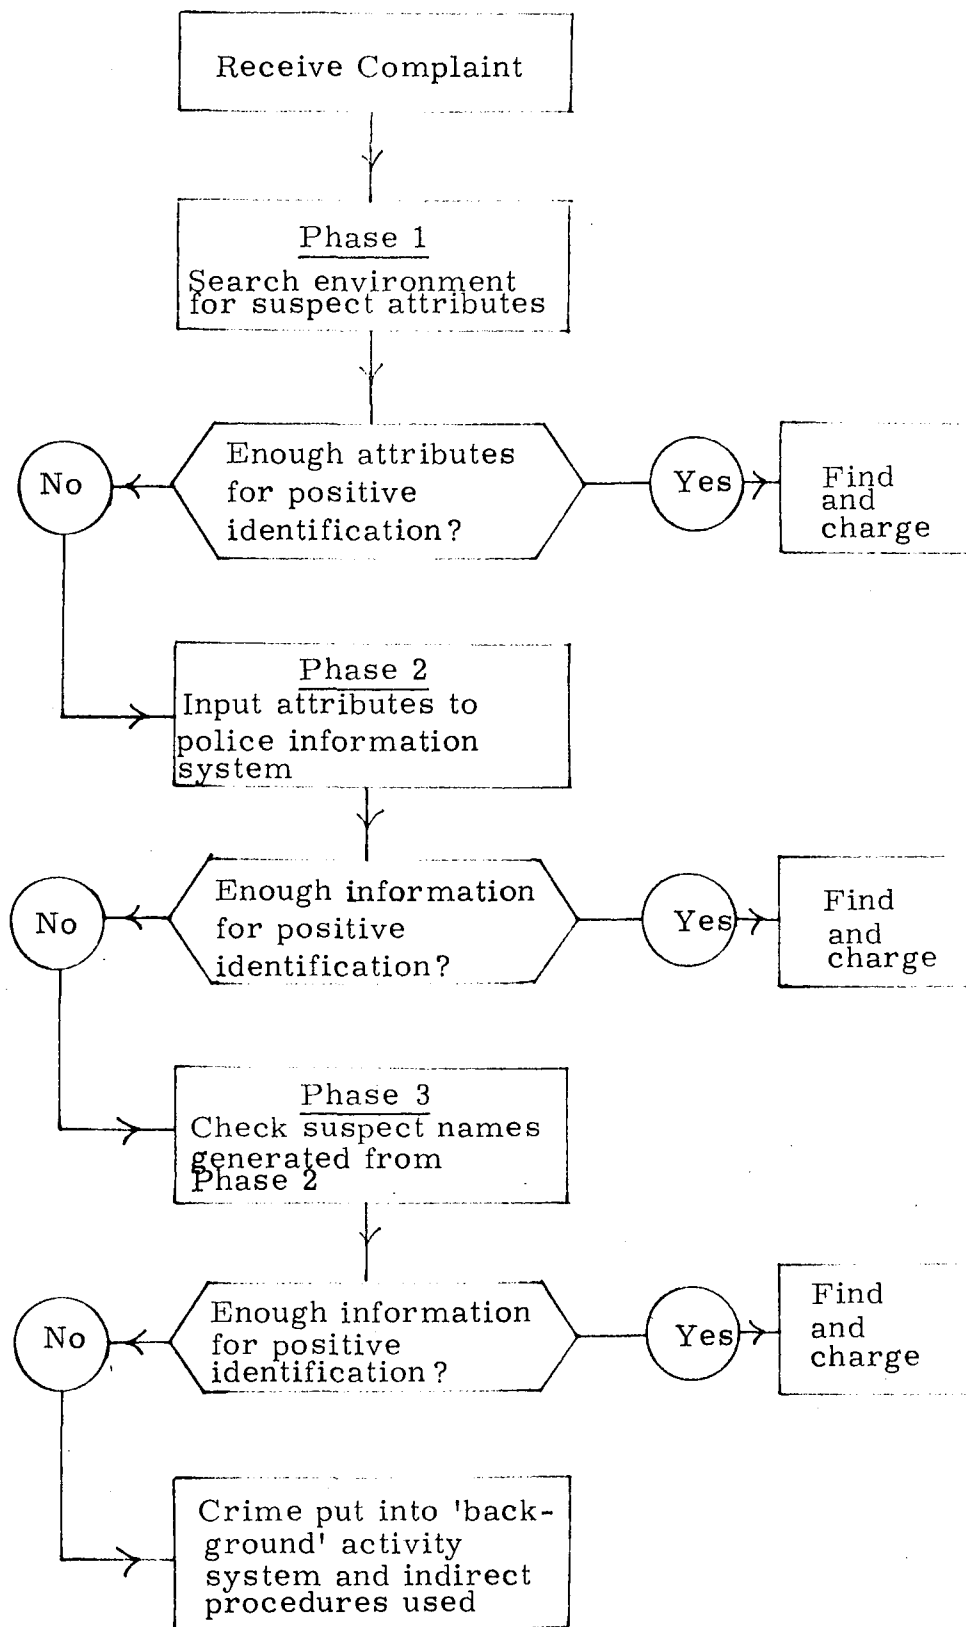 Receive Complaint
Phase 1
Search environment
for suspect attributes
Enough attributes
for positive
identification?
No
Yes
Find
and
charge
Phase 2
Input attributes to
police information
system
Enough information
for positive
identification?
No
Yes
Find
and
charge
Phase 3
Check suspect names
generated from
Phase 2
Enough information
for positive
identification?
No
Yes
Find
and
charge
Crime put into 'back-
ground' activity
system and indirect
procedures used